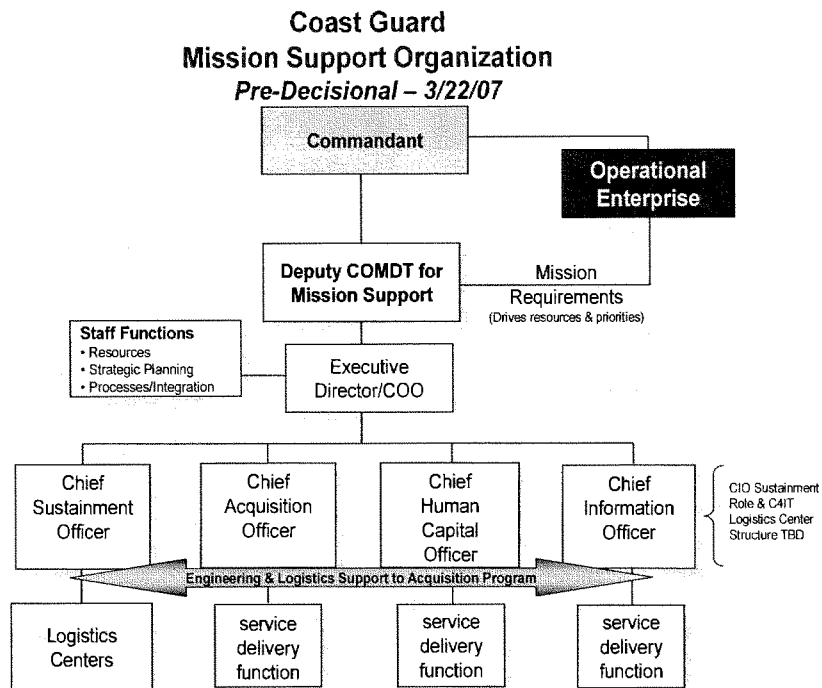 Coast Guard
Mission Support Organization
Pre-Decisional – 3/22/07
Commandant
Operational
Enterprise
Deputy COMDT for
Mission Support
Mission
Requirements
(Drives resources & priorities)
Staff Functions
• Resources
• Strategic Planning
• Processes/Integration
Executive
Director/COO
Chief
Sustainment
Officer
Chief
Acquisition
Officer
Chief
Human
Capital
Officer
Chief
Information
Officer
CIO Sustainment
Role & C4IT
Logistics Center
Structure TBD
Engineering & Logistics Support to Acquisition Program
Logistics
Centers
service
delivery
function
service
delivery
function
service
delivery
function